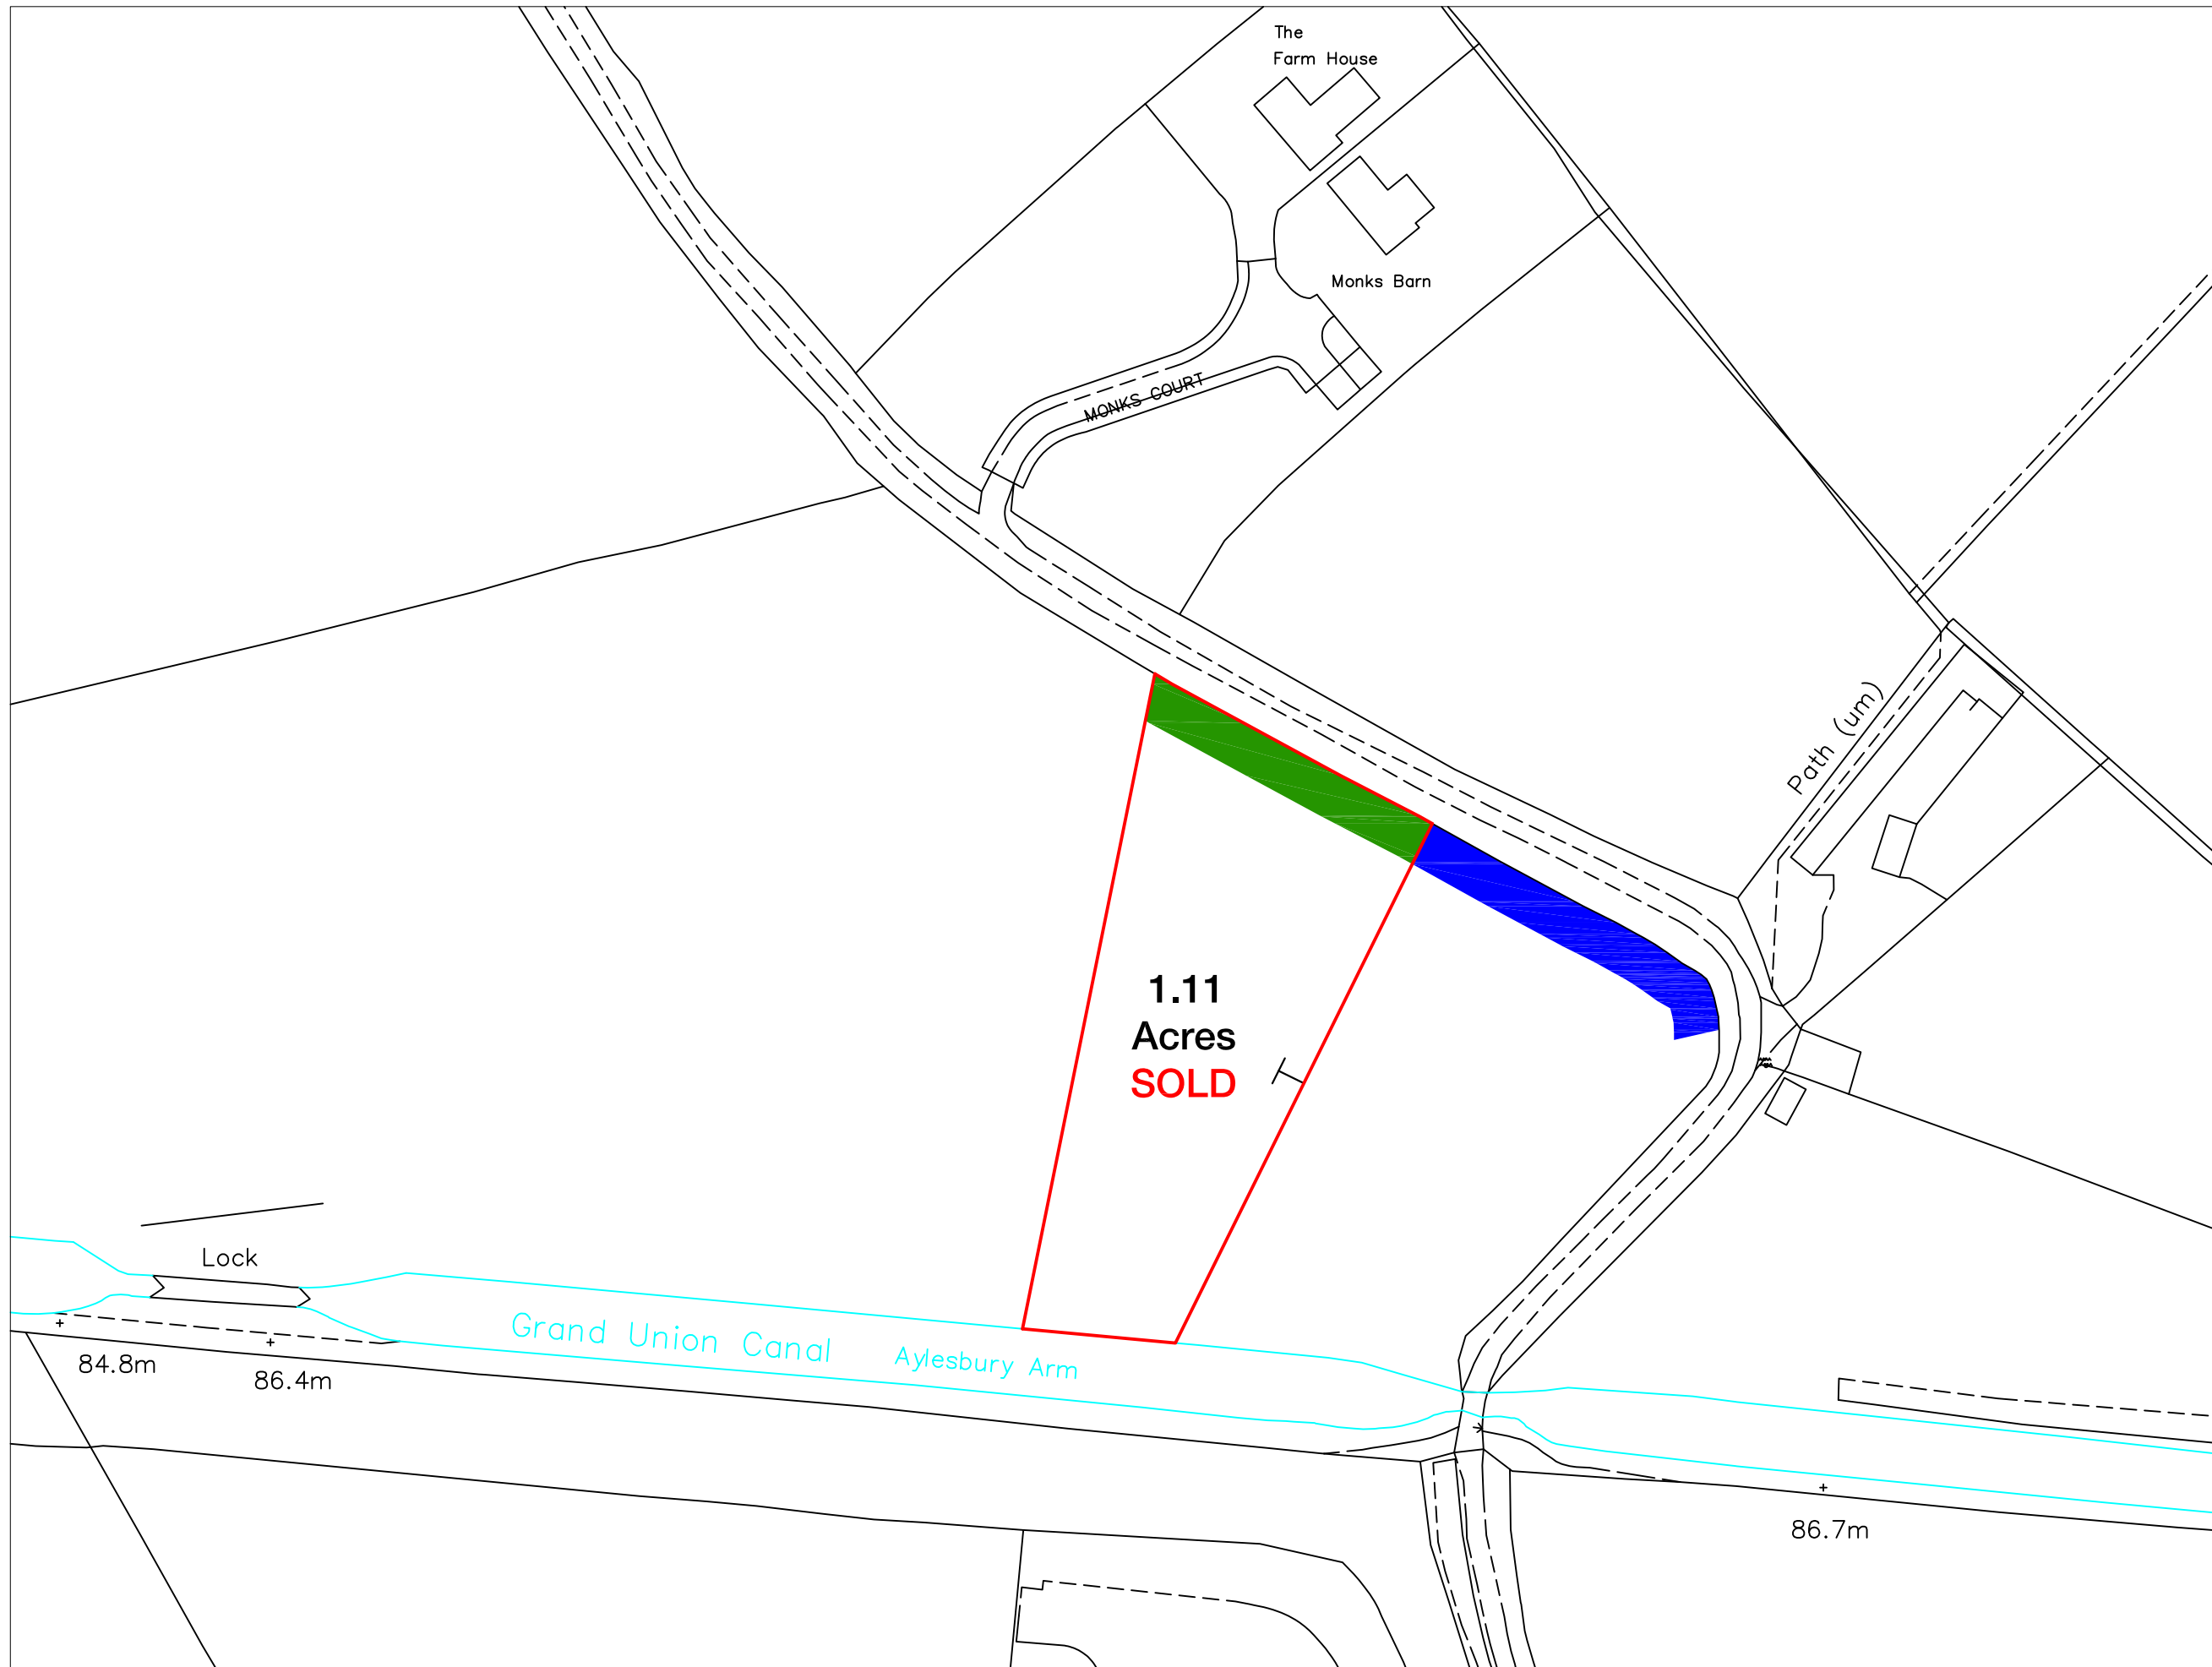 The
Farm House
Monks Barn
MONKS COURT
Path (um)
1.11
Acres
SOLD
Lock
Grand Union Canal
Aylesbury Arm
84.8m
86.4m
86.7m